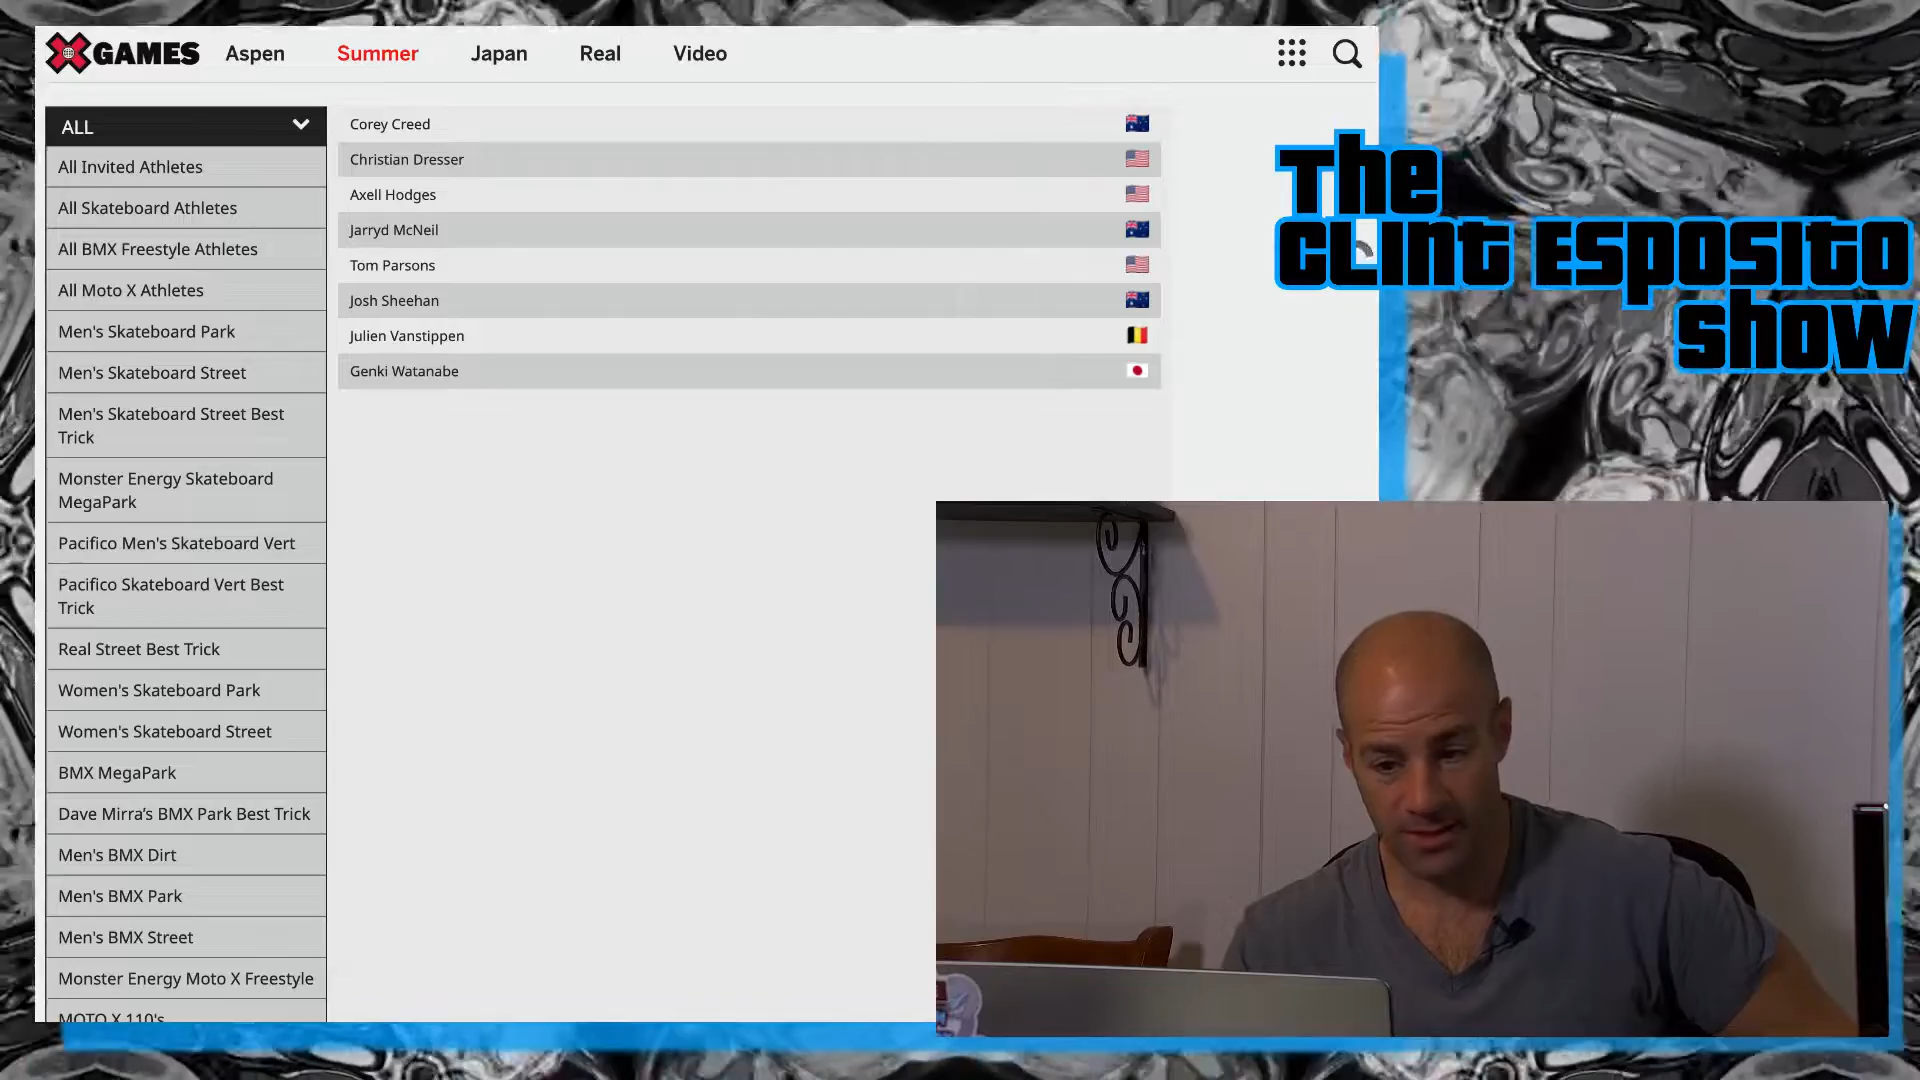 X GAMES
Aspen
Summer
Japan
Real
Video
ALL
All Invited Athletes
All Skateboard Athletes
All BMX Freestyle Athletes
All Moto X Athletes
Men's Skateboard Park
Men's Skateboard Street
Men's Skateboard Street Best
Trick
Monster Energy Skateboard
MegaPark
Pacifico Men's Skateboard Vert
Pacifico Skateboard Vert Best
Trick
Real Street Best Trick
Women's Skateboard Park
Women's Skateboard Street
BMX MegaPark
Dave Mirra’s BMX Park Best Trick
Men's BMX Dirt
Men's BMX Park
Men's BMX Street
Monster Energy Moto X Freestyle
MOTO X 110's
Corey Creed
Christian Dresser
Axell Hodges
Jarryd McNeil
Tom Parsons
Josh Sheehan
Julien Vanstippen
Genki Watanabe
The
CLint Esposito
show